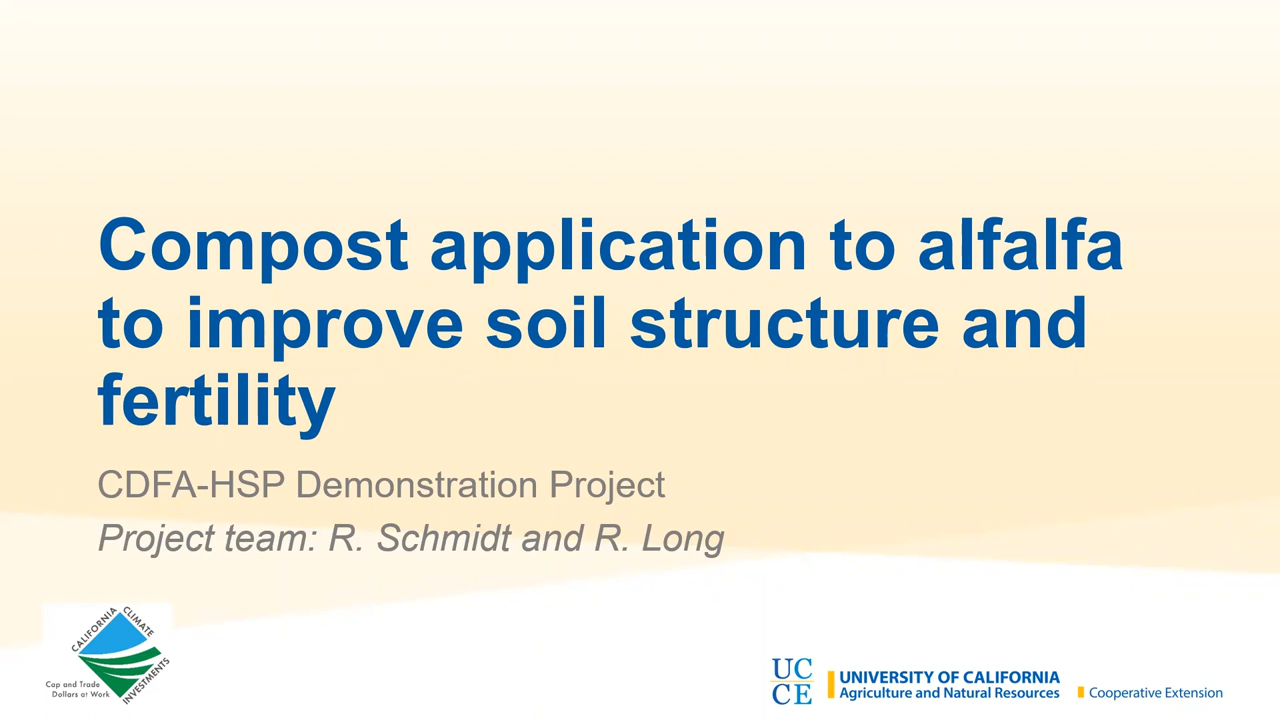 Compost application to alfalfa
to improve soil structure and
fertility
CDFA-HSP Demonstration Project
Project team: R. Schmidt and R. Long
CALIFORNIA CLIMATE
INVESTMENTS
Cap and Trade
Dollars at Work
UC
CE
UNIVERSITY OF CALIFORNIA
Agriculture and Natural Resources
Cooperative Extension